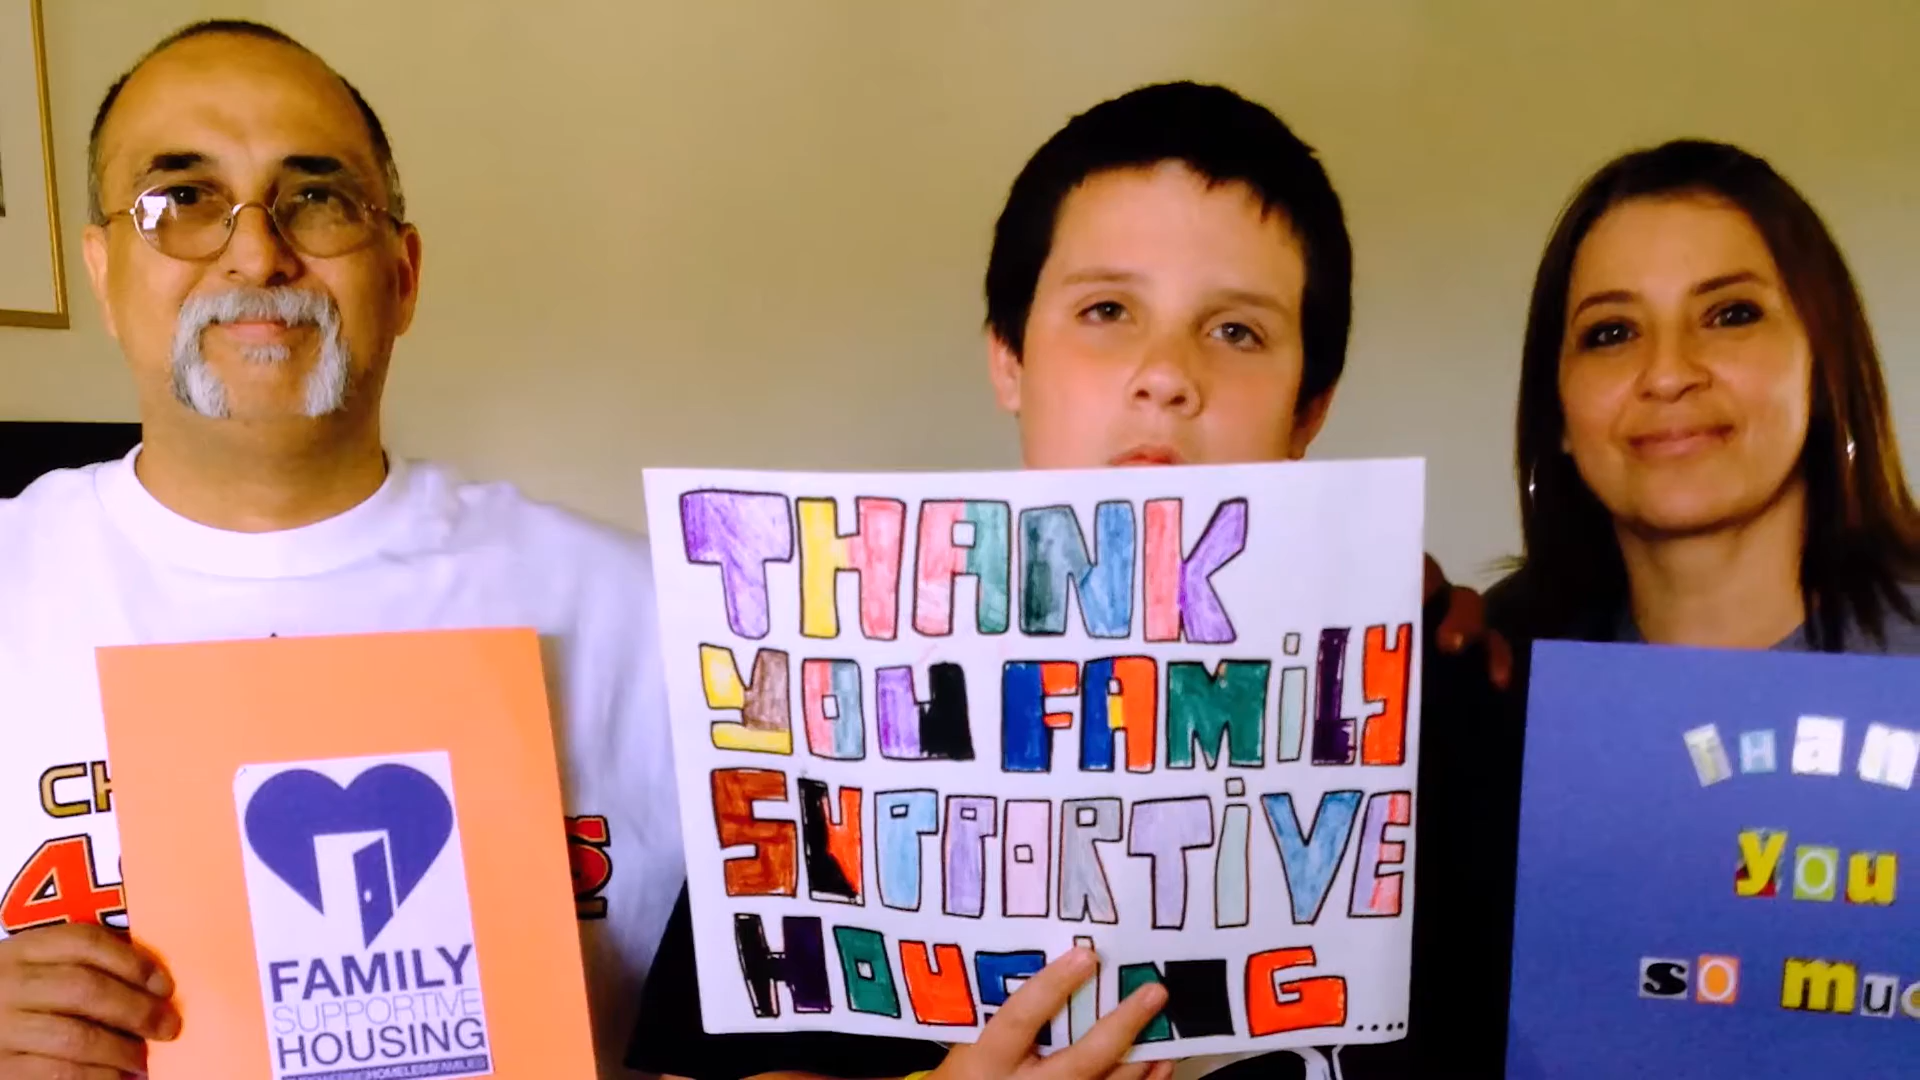 FAMILY
SUPPORTIVE
HOUSING
THANK
YOU FAMiLY
SUPPORTiVE
HOUSiNG....
THAN
you
so muc